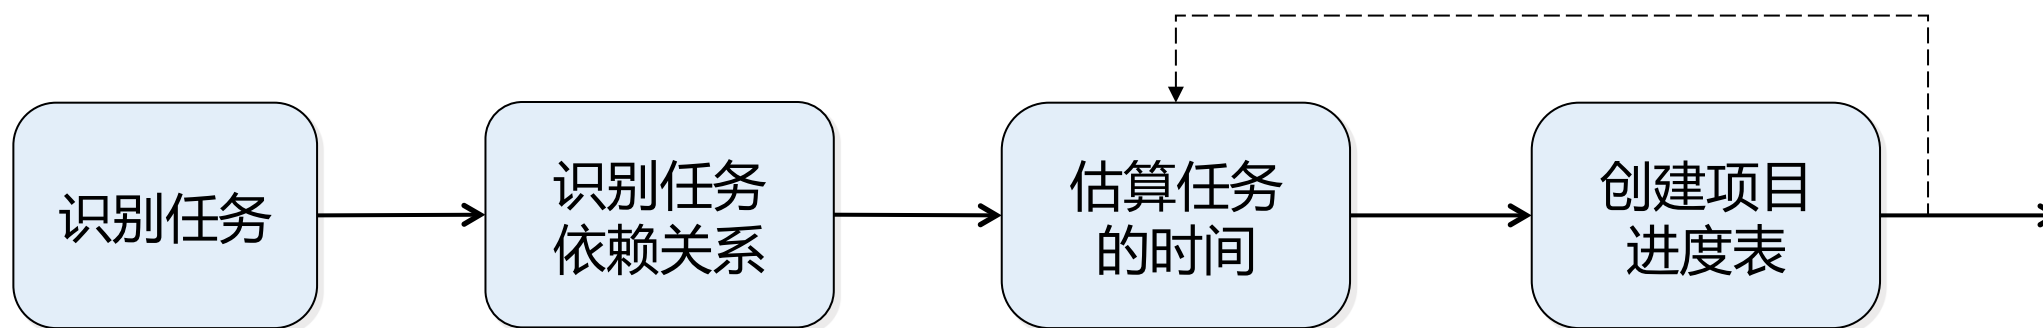 识别任务
识别任务
依赖关系
估算任务
的时间
创建项目
进度表